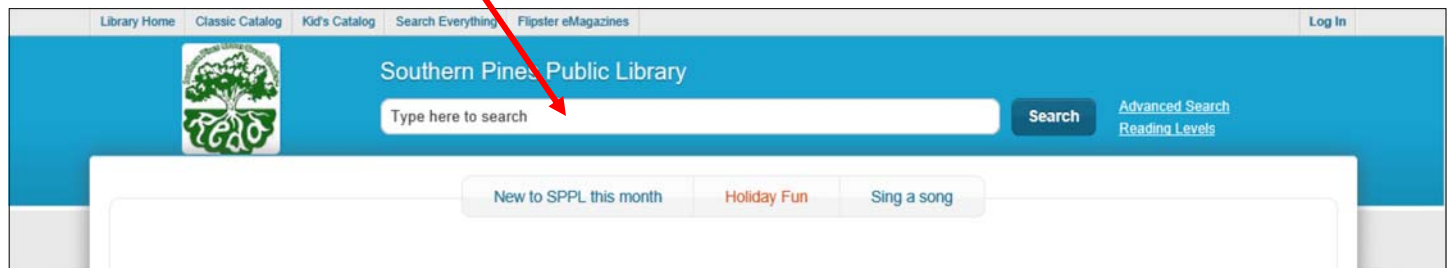 Library Home Classic Catalog Kid's Catalog Search Everything Flipster eMagazines Log In
Southern Pines Public Library
Type here to search Search Advanced Search
Reading Levels
READ
New to SPPL this month Holiday Fun Sing a song